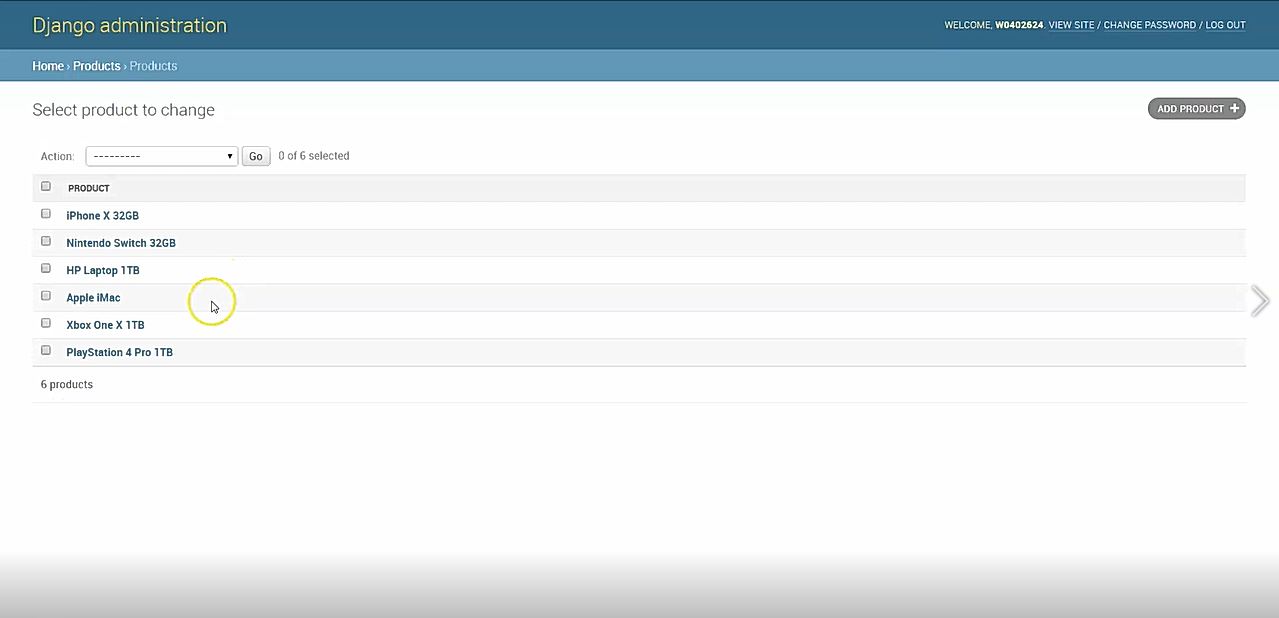 Django administration
WELCOME, W0402624. VIEW SITE / CHANGE PASSWORD / LOG OUT
Home › Products › Products
Select product to change
ADD PRODUCT +
Action: --------- Go 0 of 6 selected
PRODUCT
iPhone X 32GB
Nintendo Switch 32GB
HP Laptop 1TB
Apple iMac
Xbox One X 1TB
PlayStation 4 Pro 1TB
6 products